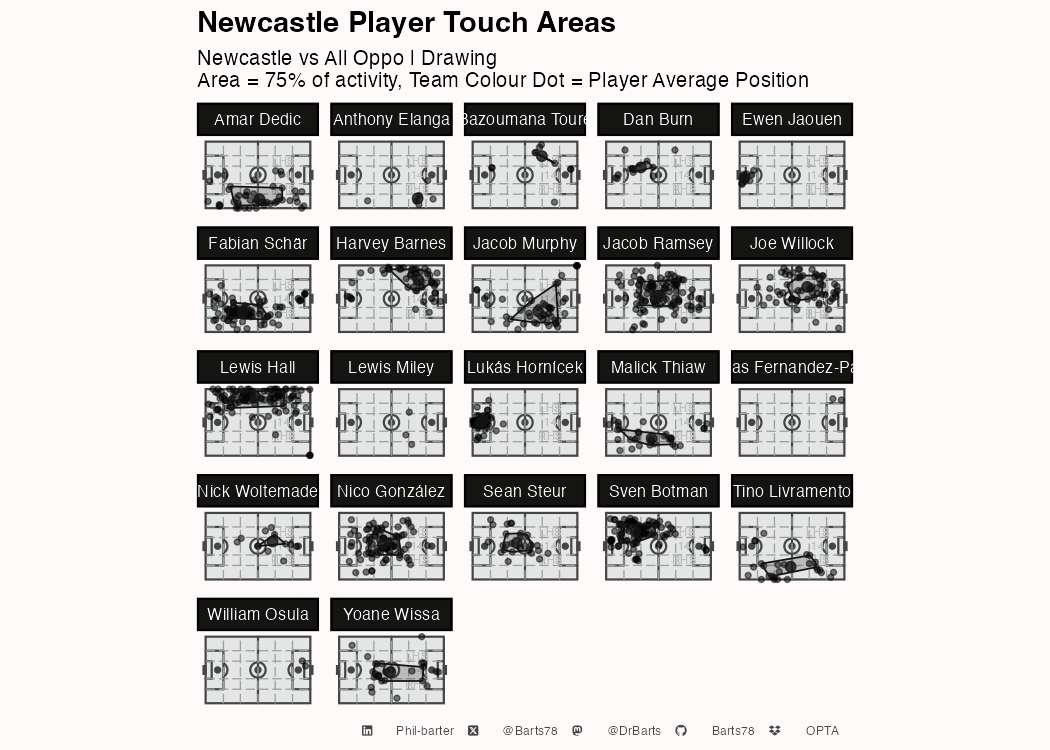 Newcastle Player Touch Areas
Newcastle vs All Oppo | Drawing
Area = 75% of activity, Team Colour Dot = Player Average Position
Amar Dedic Anthony Elanga Bazoumana Toure Dan Burn Ewen Jaouen
Fabian Schär Harvey Barnes Jacob Murphy Jacob Ramsey Joe Willock
Lewis Hall Lewis Miley Lukás Hornícek Malick Thiaw as Fernandez-Pa
Nick Woltemade Nico González Sean Steur Sven Botman Tino Livramento
William Osula Yoane Wissa
Phil-barter @Barts78 @DrBarts Barts78 OPTA